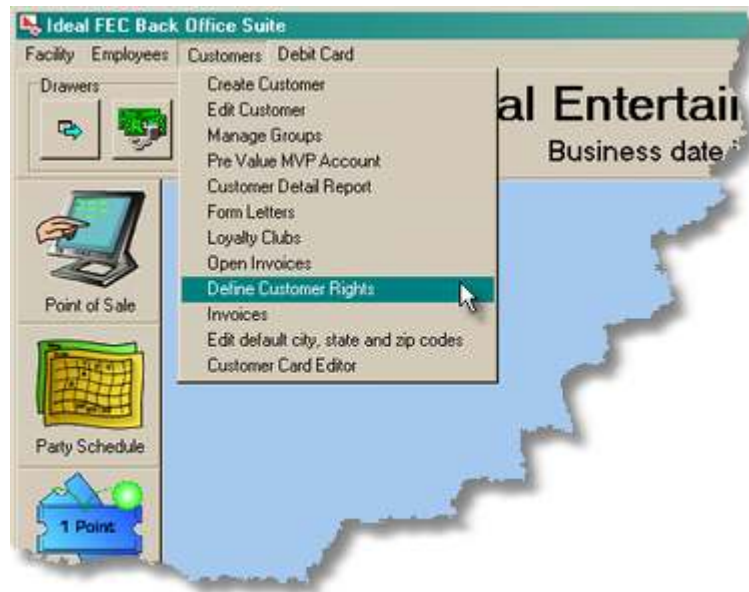 Ideal FEC Back Office Suite
Facility Employees Customers Debit Card
Drawers
Create Customer
Edit Customer
Manage Groups
Pre Value MVP Account
Customer Detail Report
Form Letters
Loyalty Clubs
Open Invoices
Define Customer Rights
Invoices
Edit default city, state and zip codes
Customer Card Editor
al Entertai
Business date
Point of Sale
Party Schedule
1 Point